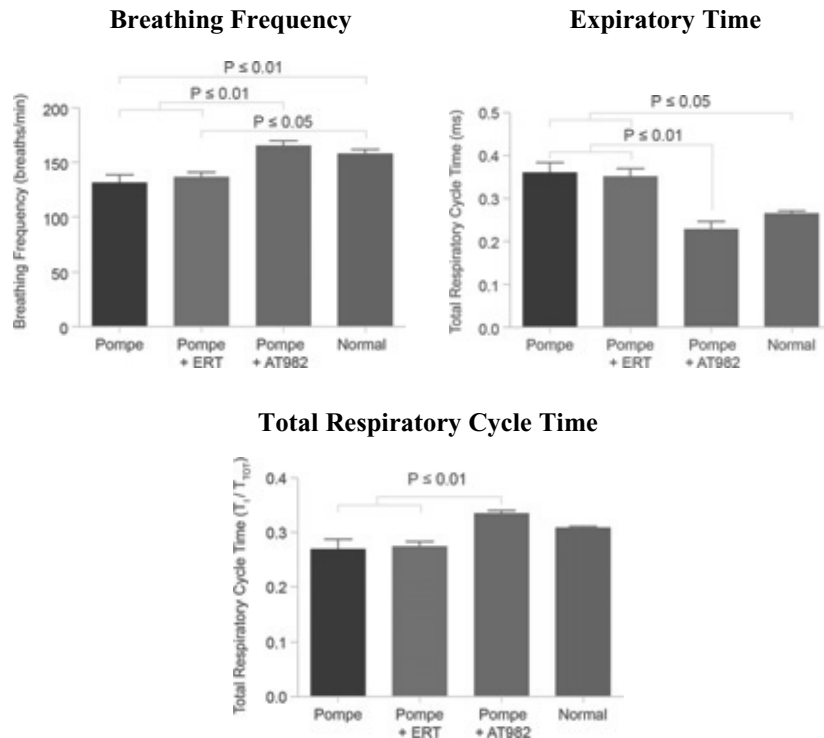 Breathing Frequency
P ≤ 0.01
P ≤ 0.01
P ≤ 0.05
Breathing Frequency (breaths/min)
200
150
100
50
0
Pompe
Pompe
+ ERT
Pompe
+ AT982
Normal
Expiratory Time
P ≤ 0.05
P ≤ 0.01
Total Respiratory Cycle Time (ms)
0.5
0.4
0.3
0.2
0.1
0.0
Pompe
Pompe
+ ERT
Pompe
+ AT982
Normal
Total Respiratory Cycle Time
P ≤ 0.01
Total Respiratory Cycle Time (T₁/ T_TOT)
0.4
0.3
0.2
0.1
0.0
Pompe
Pompe
+ ERT
Pompe
+ AT982
Normal